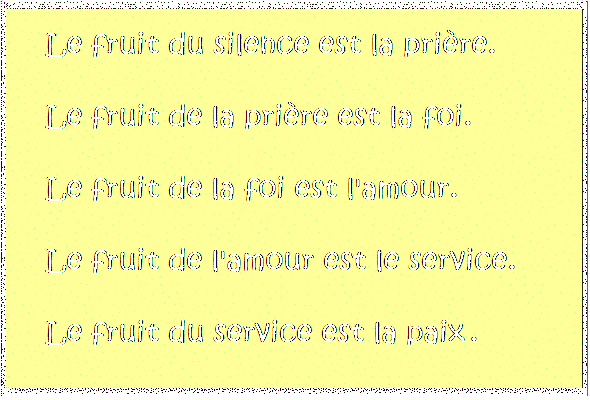 Le fruit du silence est la prière.
Le fruit de la prière est la foi.
Le fruit de la foi est l'amour.
Le fruit de l'amour est le service.
Le fruit du service est la paix.